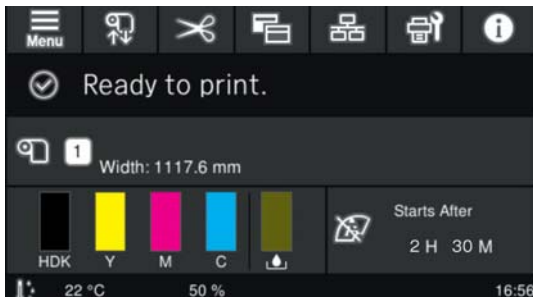 Menu
Ready to print.
1
Width: 1117.6 mm
Starts After
2 H 30 M
HDK Y M C
22 °C 50 % 16:56